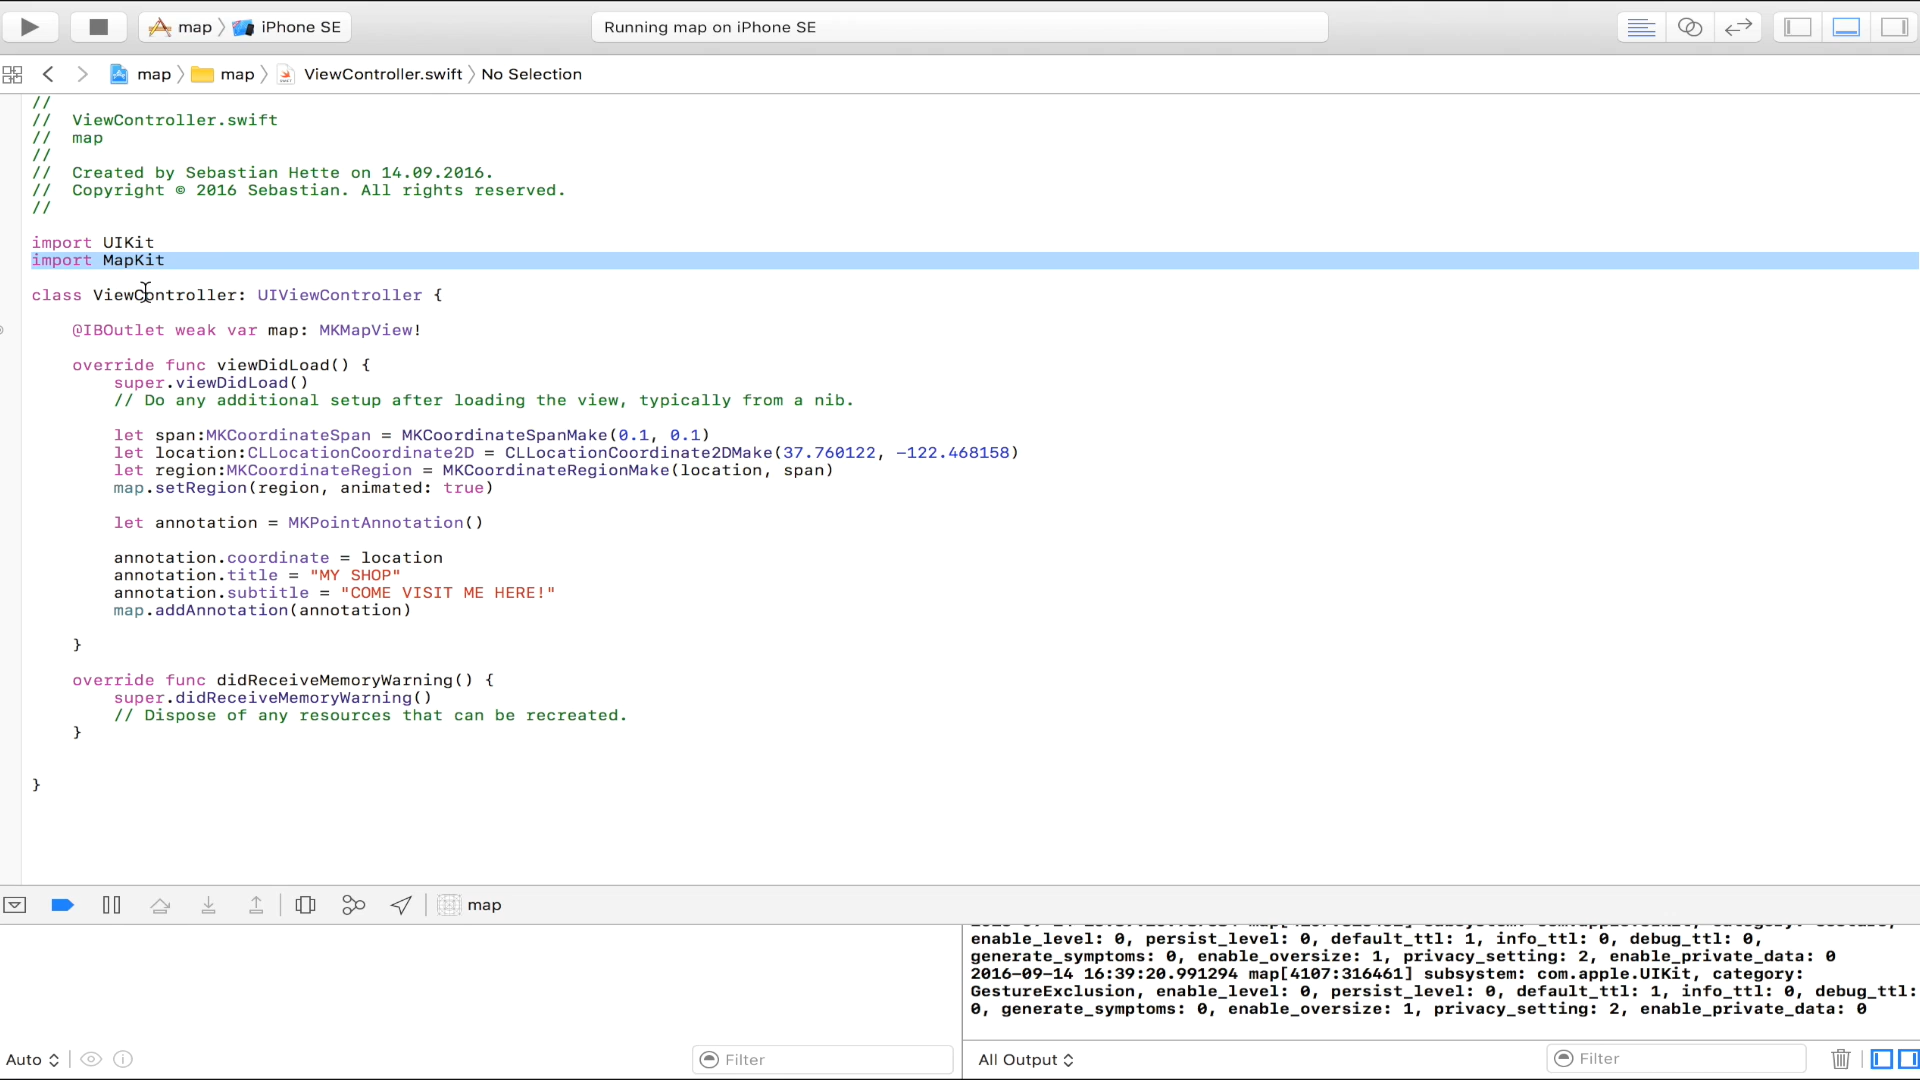 map iPhone SE Running map on iPhone SE
map map ViewController.swift No Selection
//
// ViewController.swift
// map
//
// Created by Sebastian Hette on 14.09.2016.
// Copyright © 2016 Sebastian. All rights reserved.
//
import UIKit
import MapKit
class ViewController: UIViewController {
@IBOutlet weak var map: MKMapView!
override func viewDidLoad() {
super.viewDidLoad()
// Do any additional setup after loading the view, typically from a nib.
let span:MKCoordinateSpan = MKCoordinateSpanMake(0.1, 0.1)
let location:CLLocationCoordinate2D = CLLocationCoordinate2DMake(37.760122, -122.468158)
let region:MKCoordinateRegion = MKCoordinateRegionMake(location, span)
map.setRegion(region, animated: true)
let annotation = MKPointAnnotation()
annotation.coordinate = location
annotation.title = "MY SHOP"
annotation.subtitle = "COME VISIT ME HERE!"
map.addAnnotation(annotation)
}
override func didReceiveMemoryWarning() {
super.didReceiveMemoryWarning()
// Dispose of any resources that can be recreated.
}
}
map
enable_level: 0, persist_level: 0, default_ttl: 1, info_ttl: 0, debug_ttl: 0,
generate_symptoms: 0, enable_oversize: 1, privacy_setting: 2, enable_private_data: 0
2016-09-14 16:39:20.991294 map[4107:316461] subsystem: com.apple.UIKit, category:
GestureExclusion, enable_level: 0, persist_level: 0, default_ttl: 1, info_ttl: 0, debug_ttl:
0, generate_symptoms: 0, enable_oversize: 1, privacy_setting: 2, enable_private_data: 0
Auto Filter All Output Filter